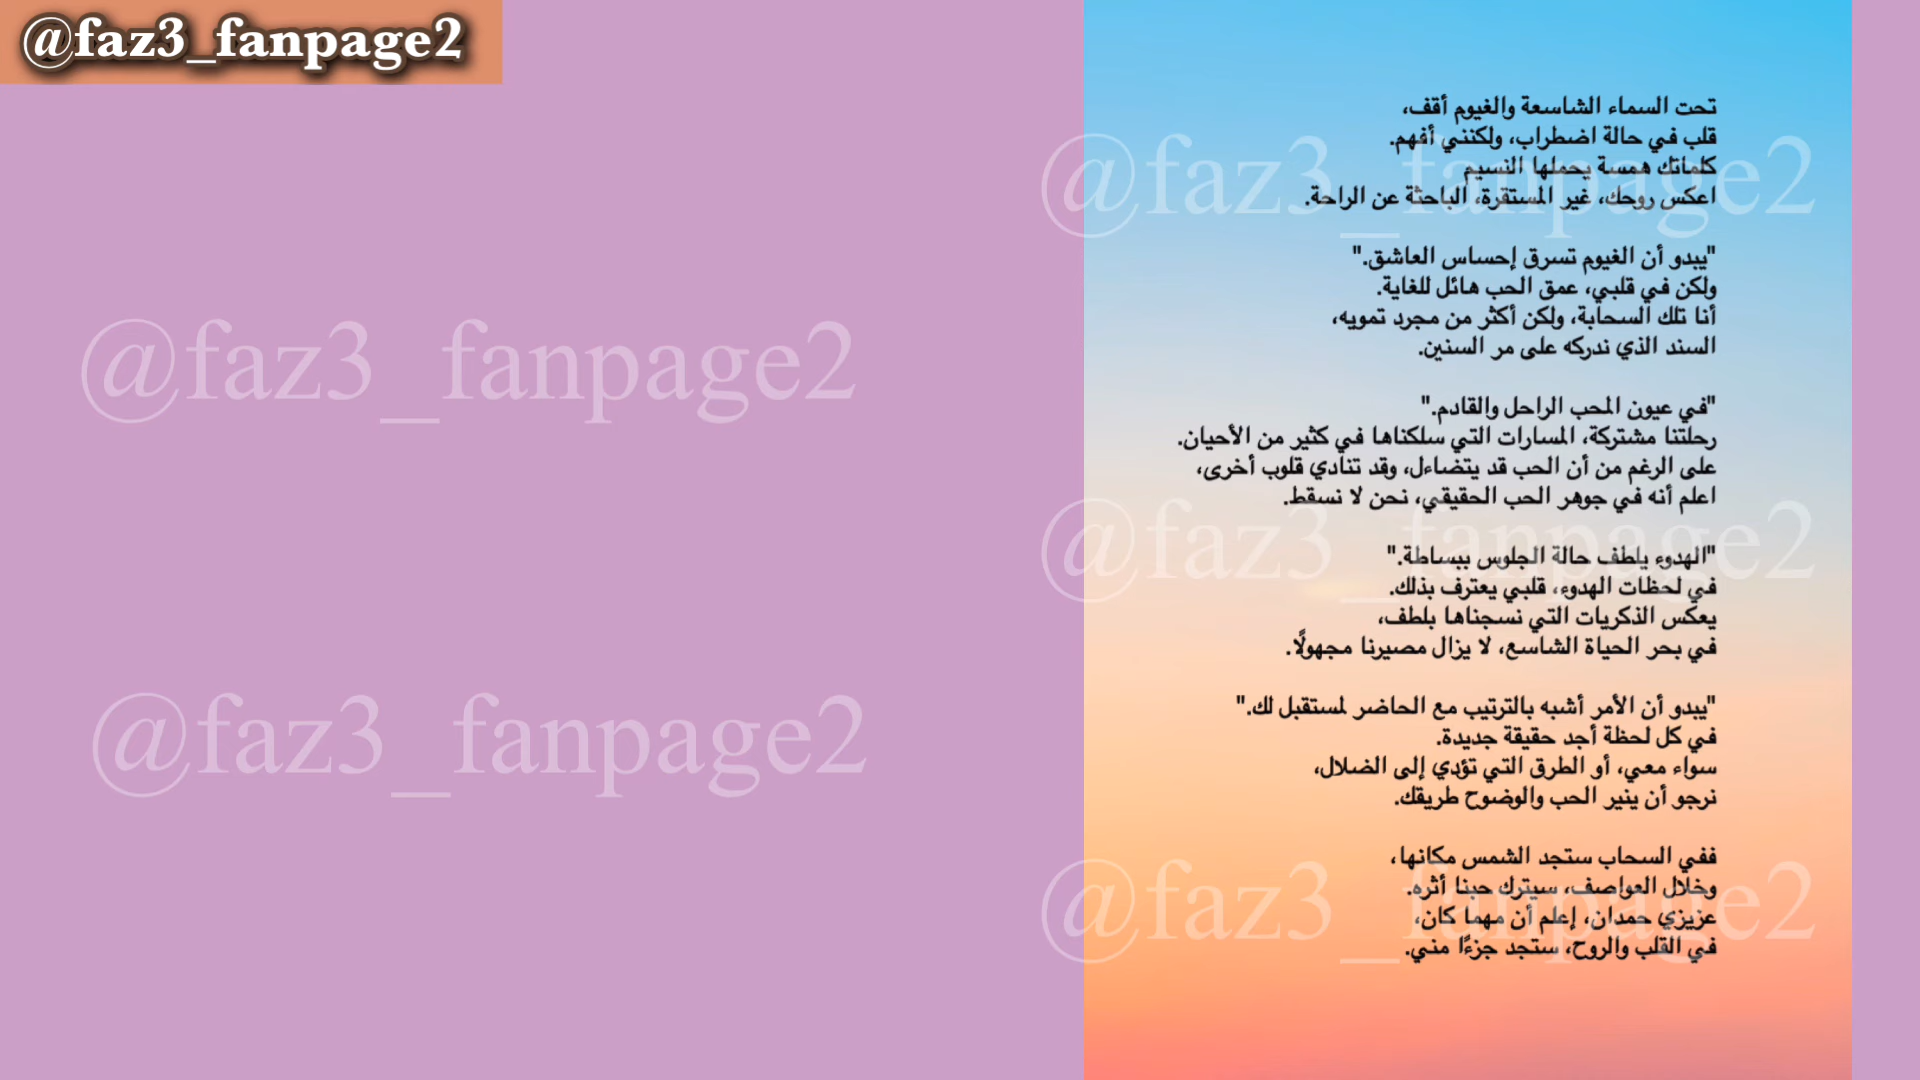 @faz3_fanpage2
@faz3_fanpage2
@faz3_fanpage2
تحت السماء الشاسعة والغيوم أقف،
قلب في حالة اضطراب، ولكنني أفهم.
كلماتك همسة يحملها النسيم
اعكس روحك، غير المستقرة، الباحثة عن الراحة.
@faz3_fanpage2
"يبدو أن الغيوم تسرق إحساس العاشق."
ولكن في قلبي، عمق الحب هائل للغاية.
أنا تلك السحابة، ولكن أكثر من مجرد تمويه،
السند الذي ندركه على مر السنين.
"في عيون المحب الراحل والقادم."
رحلتنا مشتركة، المسارات التي سلكناها في كثير من الأحيان.
على الرغم من أن الحب قد يتضاءل، وقد تنادي قلوب أخرى،
اعلم أنه في جوهر الحب الحقيقي، نحن لا نسقط.
@faz3_fanpage2
"الهدوء يلطف حالة الجلوس ببساطة."
في لحظات الهدوء، قلبي يعترف بذلك.
يعكس الذكريات التي نسجناها بلطف،
في بحر الحياة الشاسع، لا يزال مصيرنا مجهولًا.
"يبدو أن الأمر أشبه بالترتيب مع الحاضر لمستقبل لك."
في كل لحظة أجد حقيقة جديدة.
سواء معي، أو الطرق التي تؤدي إلى الضلال،
نرجو أن ينير الحب والوضوح طريقك.
ففي السحاب ستجد الشمس مكانها،
وخلال العواصف، سيترك حبنا أثره.
عزيزي حمدان، إعلم أن مهما كان،
في القلب والروح، ستجد جزءًا مني.
@faz3_fanpage2